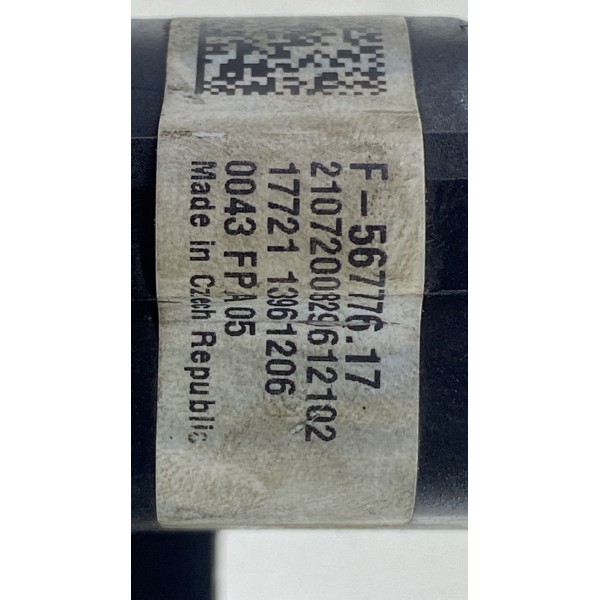 F-567776.17
2107200829612102
17721 13961206
0043 FPA05
Made in Czech Republic